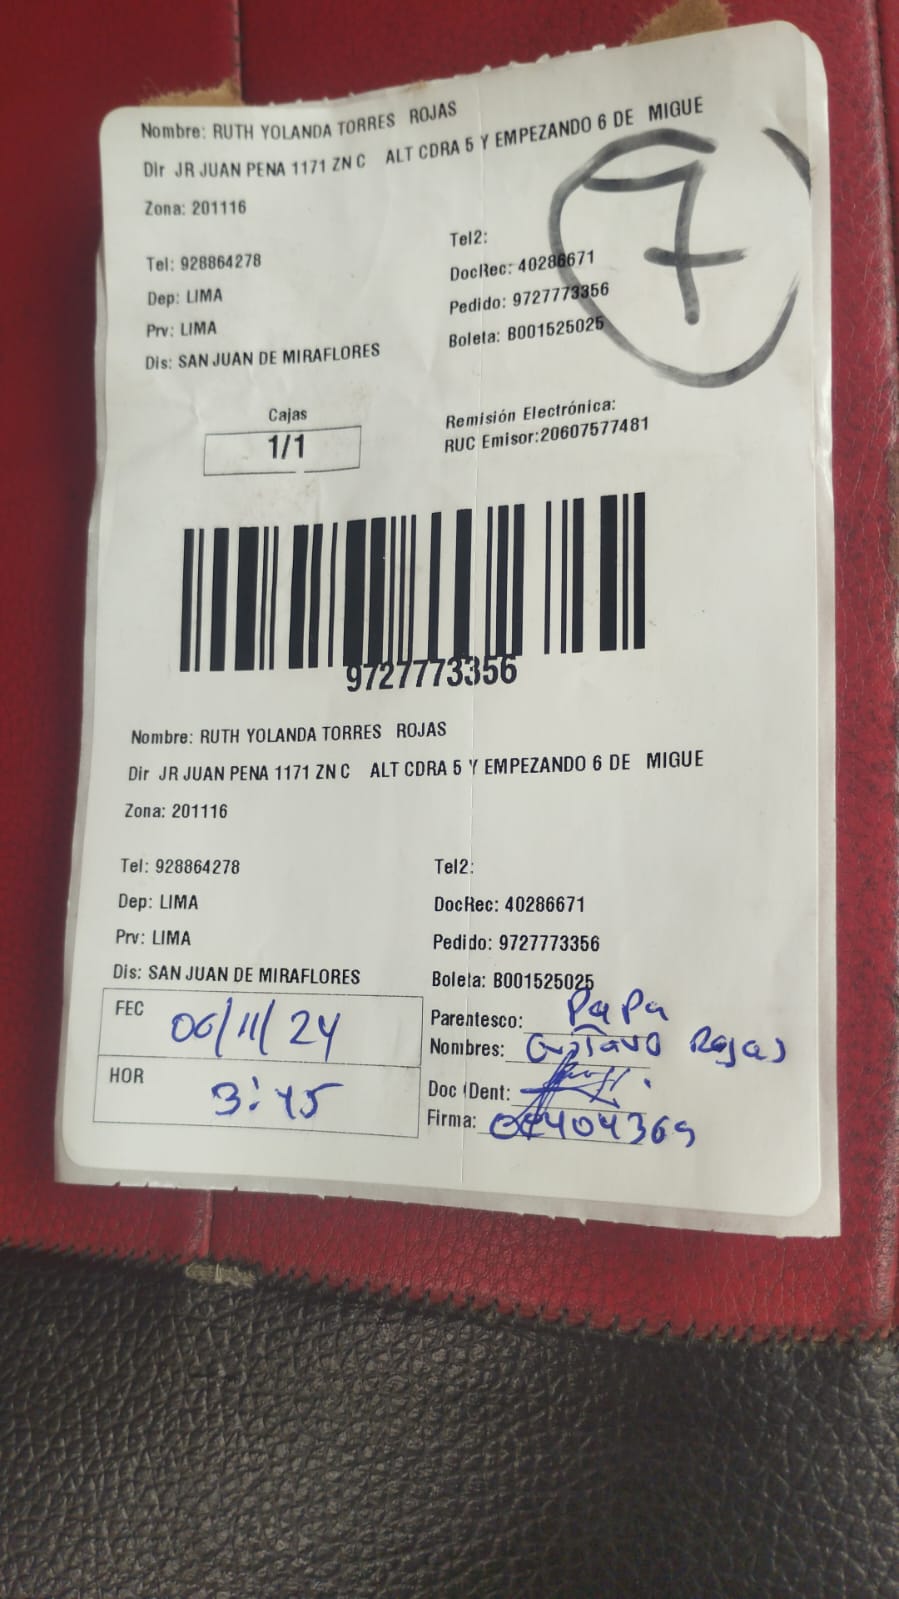 Nombre: RUTH YOLANDA TORRES ROJAS
Dir JR JUAN PENA 1171 ZN C ALT CDRA 5 Y EMPEZANDO 6 DE MIGUE
Zona: 201116
7
Tel: 928864278
Tel2:
Dep: LIMA
DocRec: 40286671
Prv: LIMA
Pedido: 9727773356
Dis: SAN JUAN DE MIRAFLORES
Boleta: B001525025
Cajas
1/1
Remisión Electrónica:
RUC Emisor:20607577481
9727773356
Nombre: RUTH YOLANDA TORRES ROJAS
Dir JR JUAN PENA 1171 ZN C ALT CDRA 5 Y EMPEZANDO 6 DE MIGUE
Zona: 201116
Tel: 928864278
Tel2:
Dep: LIMA
DocRec: 40286671
Prv: LIMA
Pedido: 9727773356
Dis: SAN JUAN DE MIRAFLORES
Boleta: B001525025
FEC 06/11/24
Parentesco: PaPa
Nombres: Gustavo Rojas
HOR 3:45
Doc IDent:
Firma: